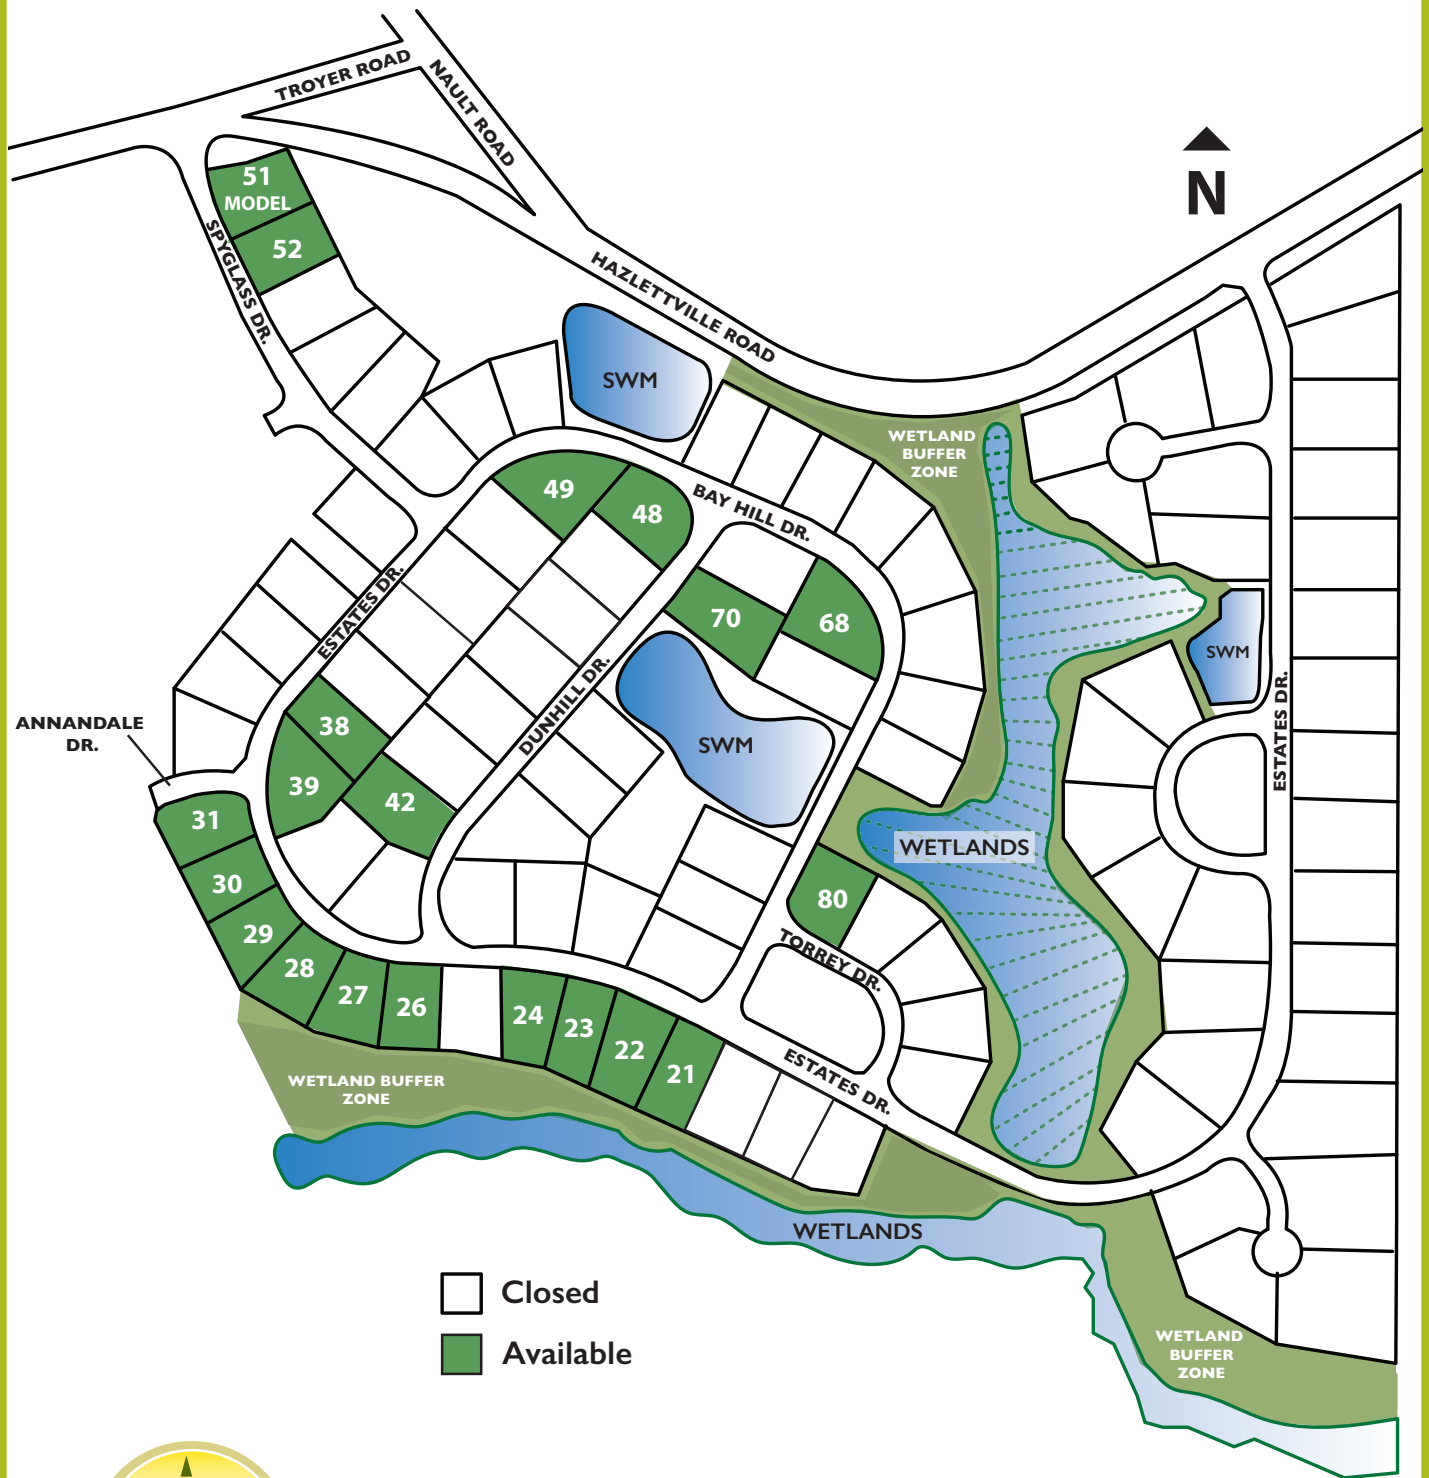 TROYER ROAD
NAULT ROAD
51
MODEL
52
SPYGLASS DR.
HAZLETTVILLE ROAD
N
SWM
WETLAND
BUFFER
ZONE
49
48
BAY HILL DR.
70
68
ESTATES DR.
DUNHILL DR.
SWM
SWM
ESTATES DR.
ANNANDALE
DR.
38
39
42
31
30
29
28
27
26
24
23
22
21
WETLANDS
80
TORREY DR.
ESTATES DR.
WETLAND BUFFER
ZONE
WETLANDS
Closed
Available
WETLAND
BUFFER
ZONE